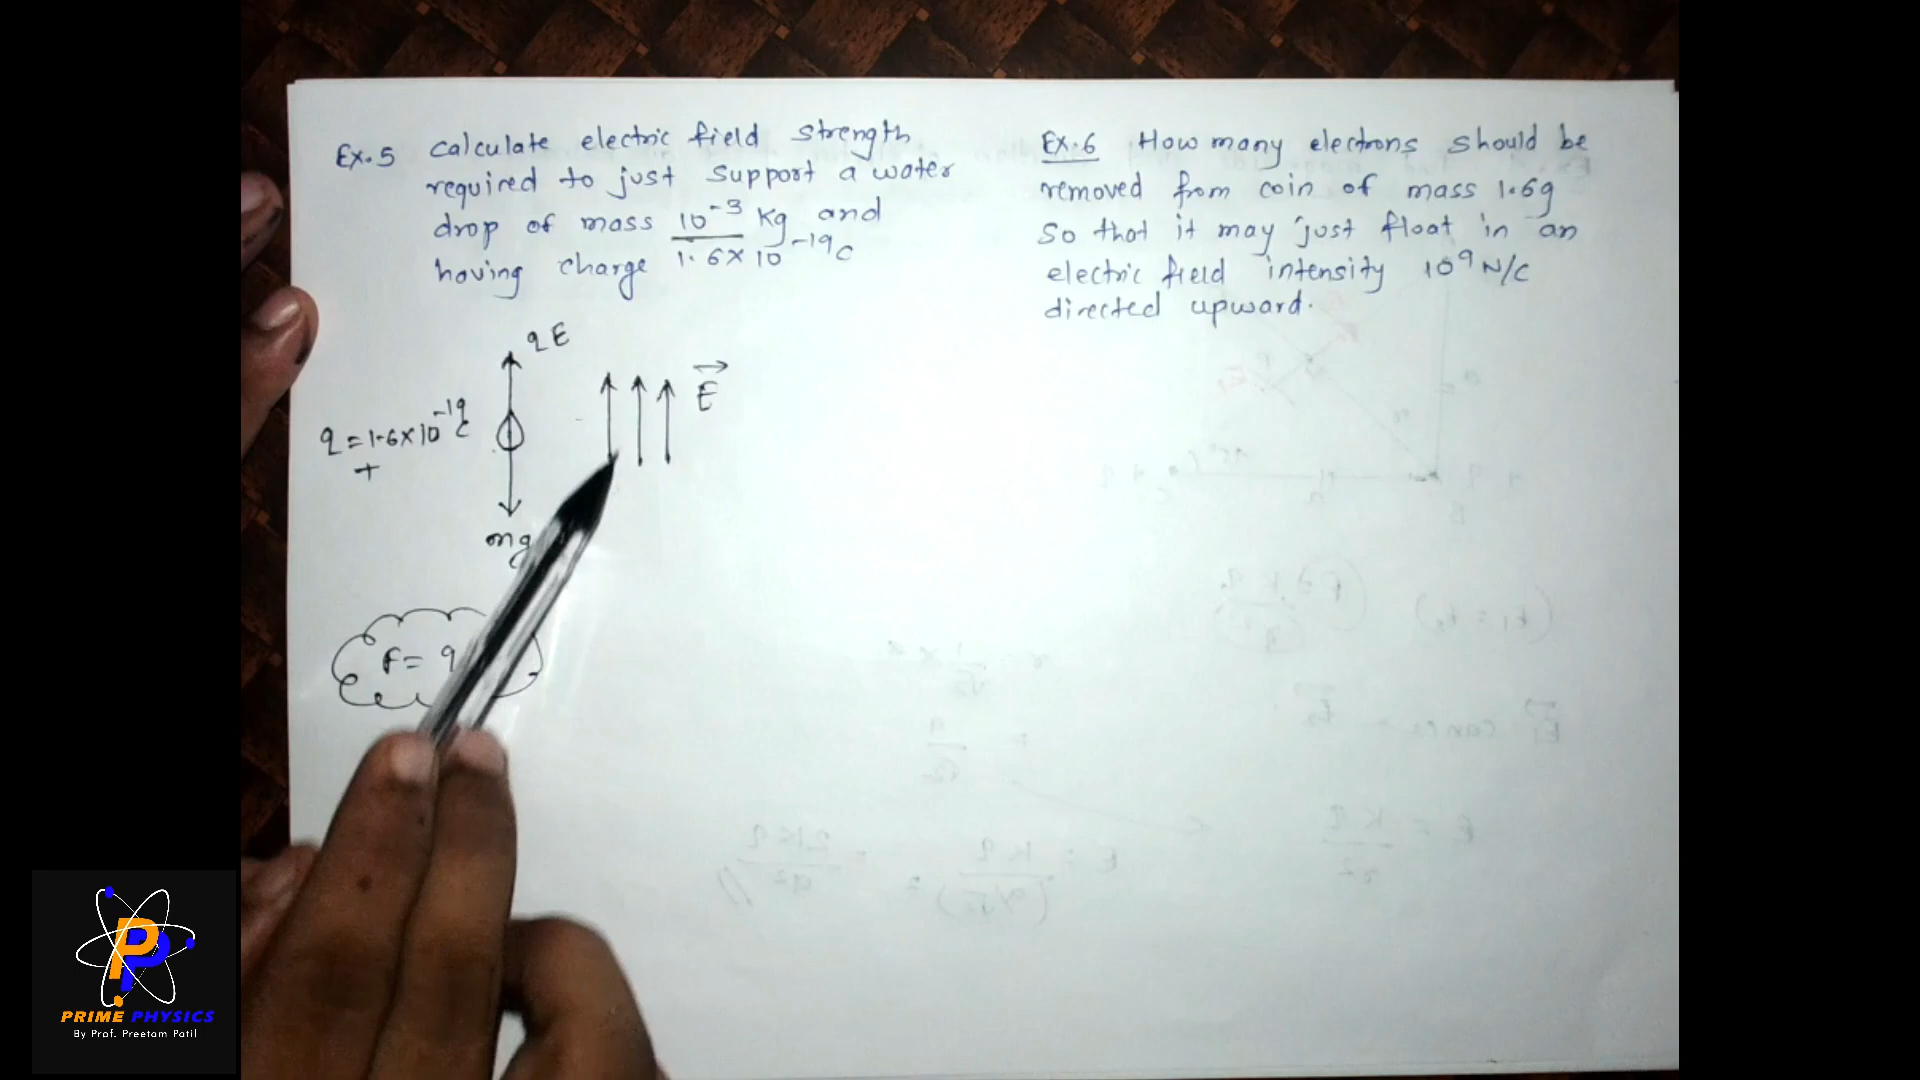 Ex.5 calculate electric field strength
required to just support a water
drop of mass 10⁻³ kg and
having charge 1.6×10⁻¹⁹C
qE
q = 1.6×10⁻¹⁹C
+
mg
E
F = q
Ex.6 How many electrons should be
removed from coin of mass 1.6g
So that it may just float in an
electric field intensity 10⁹ N/C
directed upward.
PRIME PHYSICS
By Prof. Preetam Patil